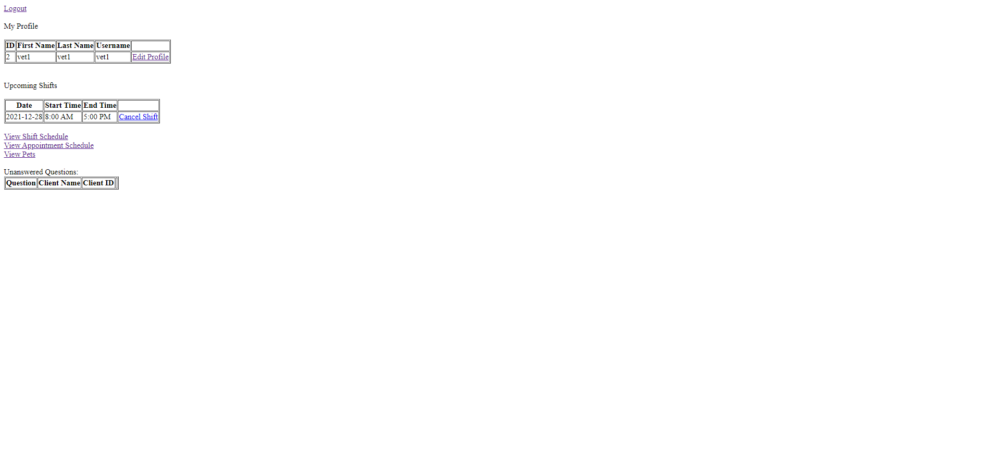 Logout
My Profile
ID First Name Last Name Username
2 vet1 vet1 vet1 Edit Profile
Upcoming Shifts
Date Start Time End Time
2021-12-28 8:00 AM 5:00 PM Cancel Shift
View Shift Schedule
View Appointment Schedule
View Pets
Unanswered Questions:
Question Client Name Client ID